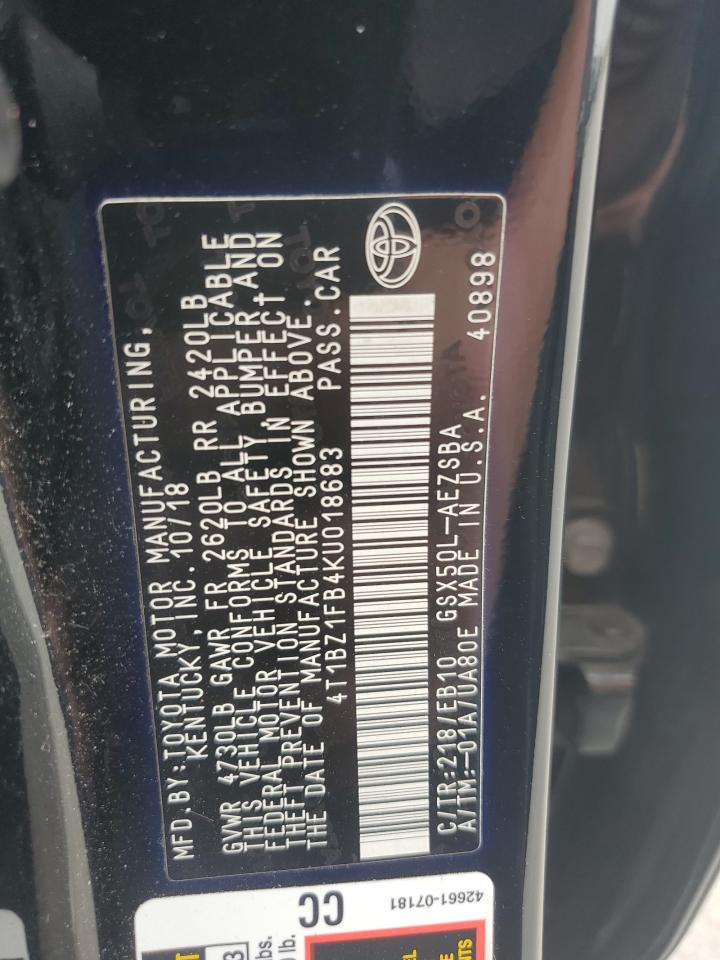 MFD.BY:TOYOTA MOTOR MANUFACTURING,
KENTUCKY, INC. 10/18
GVWR 4730LB GAWR FR 2620LB RR 2420LB
THIS VEHICLE CONFORMS TO ALL APPLICABLE
FEDERAL MOTOR VEHICLE SAFETY, BUMPER, AND
THEFT PREVENTION STANDARDS IN EFFECT ON
THE DATE OF MANUFACTURE SHOWN ABOVE.
4T1BZ1FB4KU018683 PASS.CAR
C/TR:218/EB10 GSX50L-AEZSBA
A/TM:-01A/UA80E MADE IN U.S.A. 40898
CC
42661-07181
lbs.
lb.